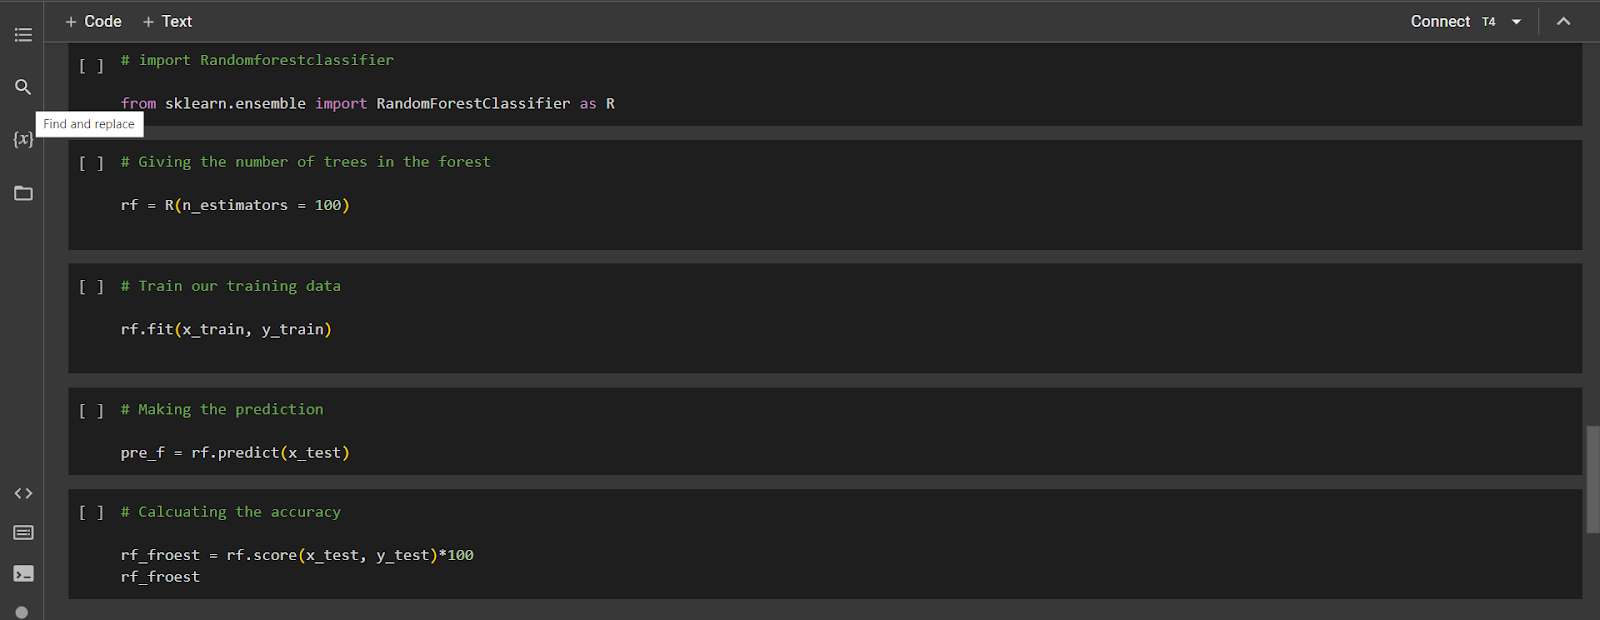 + Code + Text Connect T4
[ ] # import Randomforestclassifier
from sklearn.ensemble import RandomForestClassifier as R
Find and replace
{x}
[ ] # Giving the number of trees in the forest
rf = R(n_estimators = 100)
[ ] # Train our training data
rf.fit(x_train, y_train)
[ ] # Making the prediction
pre_f = rf.predict(x_test)
[ ] # Calcuating the accuracy
rf_froest = rf.score(x_test, y_test)*100
rf_froest